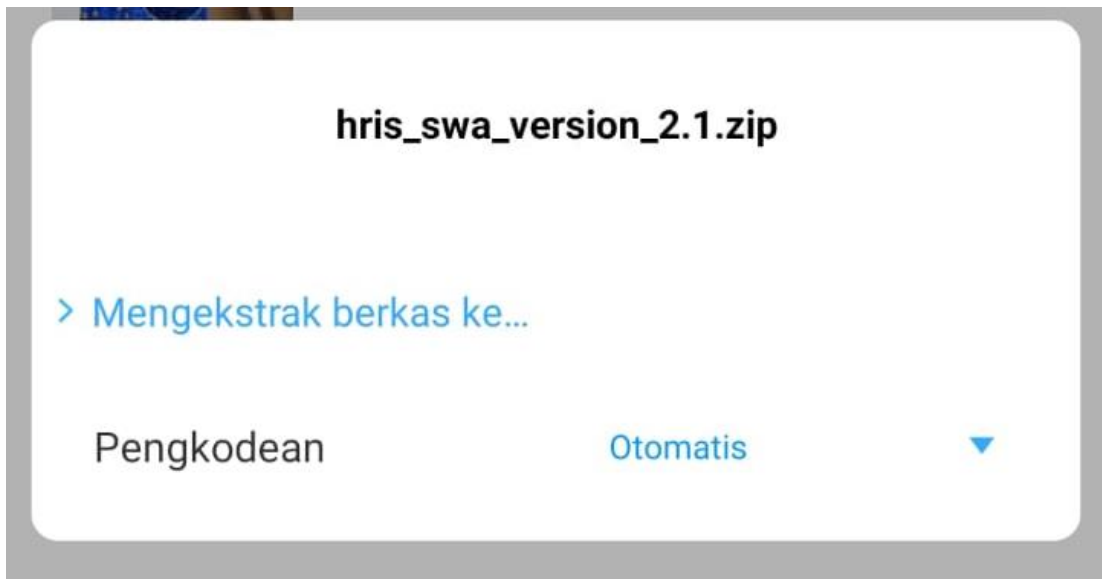 hris_swa_version_2.1.zip
Mengekstrak berkas ke...
Pengkodean Otomatis